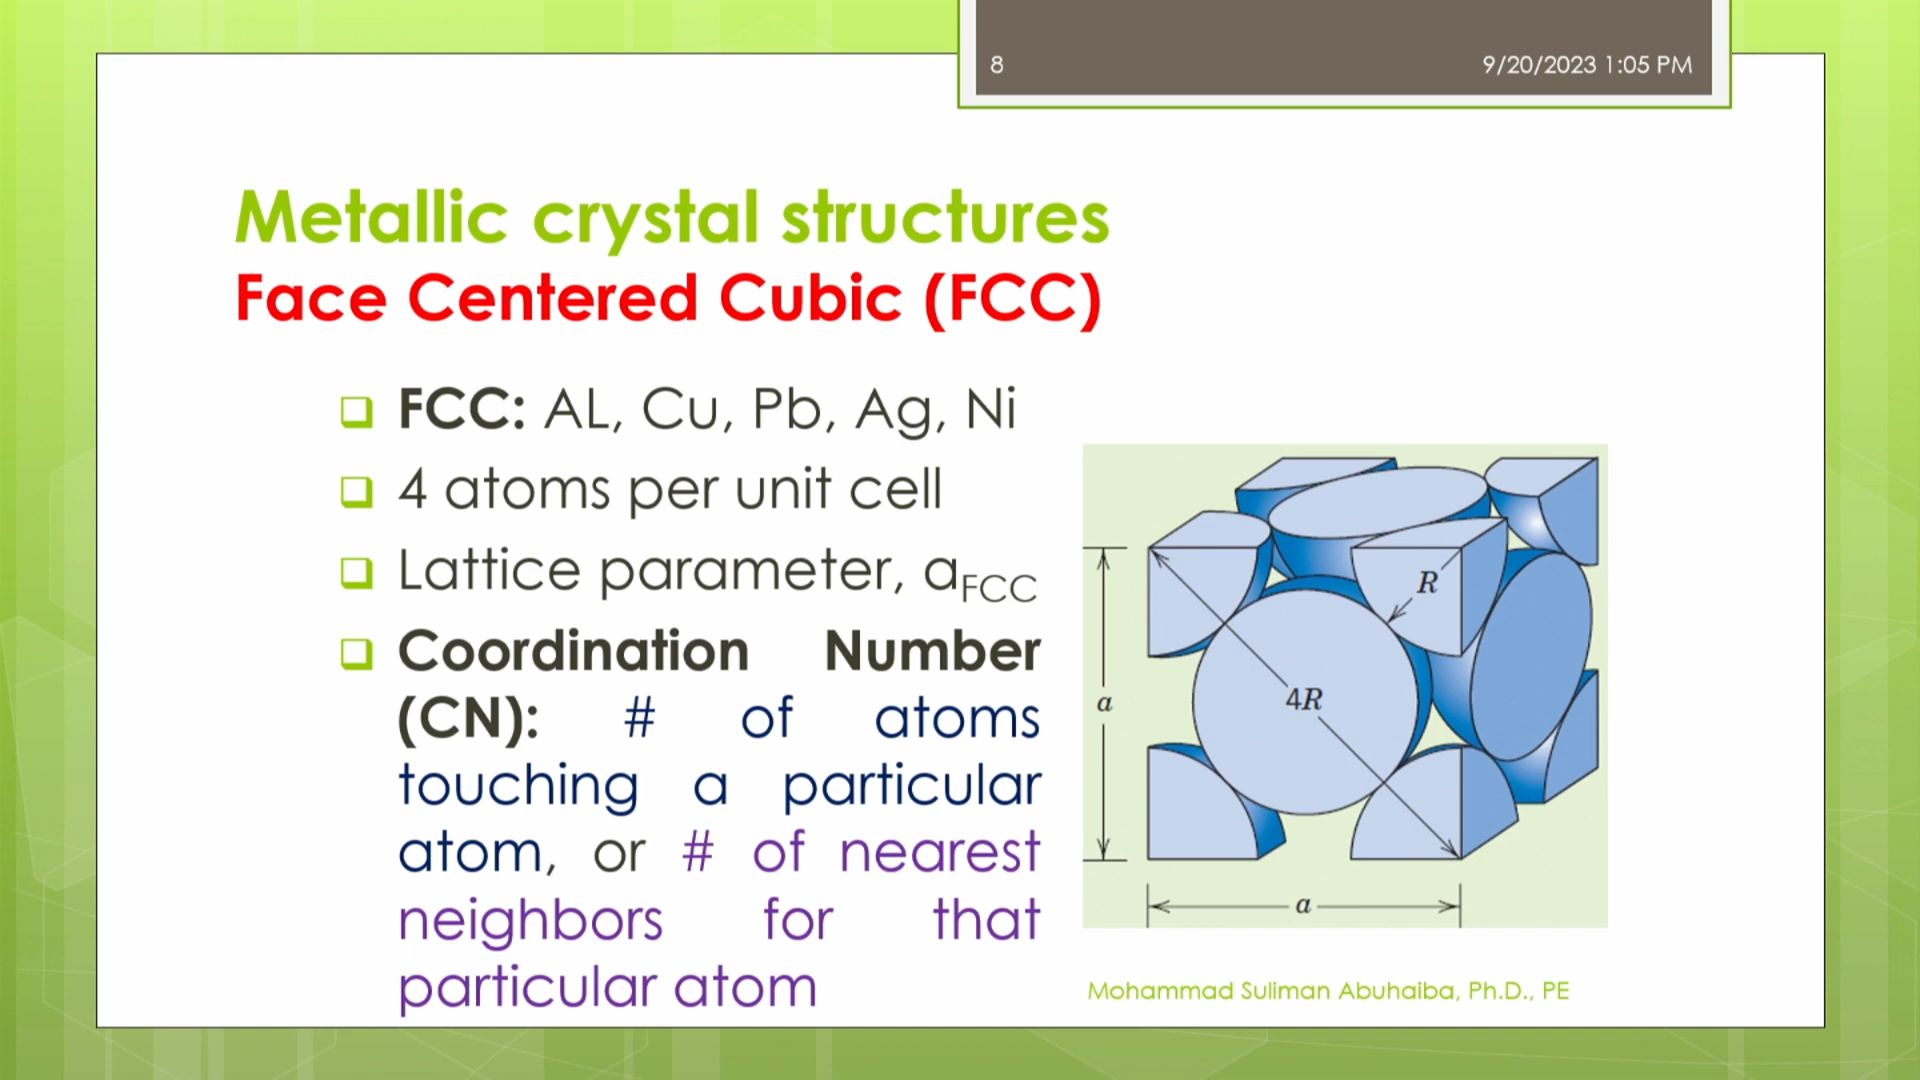 8
9/20/2023 1:05 PM
Metallic crystal structures
Face Centered Cubic (FCC)
FCC: AL, Cu, Pb, Ag, Ni
4 atoms per unit cell
Lattice parameter, aFCC
Coordination Number
(CN): # of atoms
touching a particular
atom, or # of nearest
neighbors for that
particular atom
R
4R
a
a
Mohammad Suliman Abuhaiba, Ph.D., PE